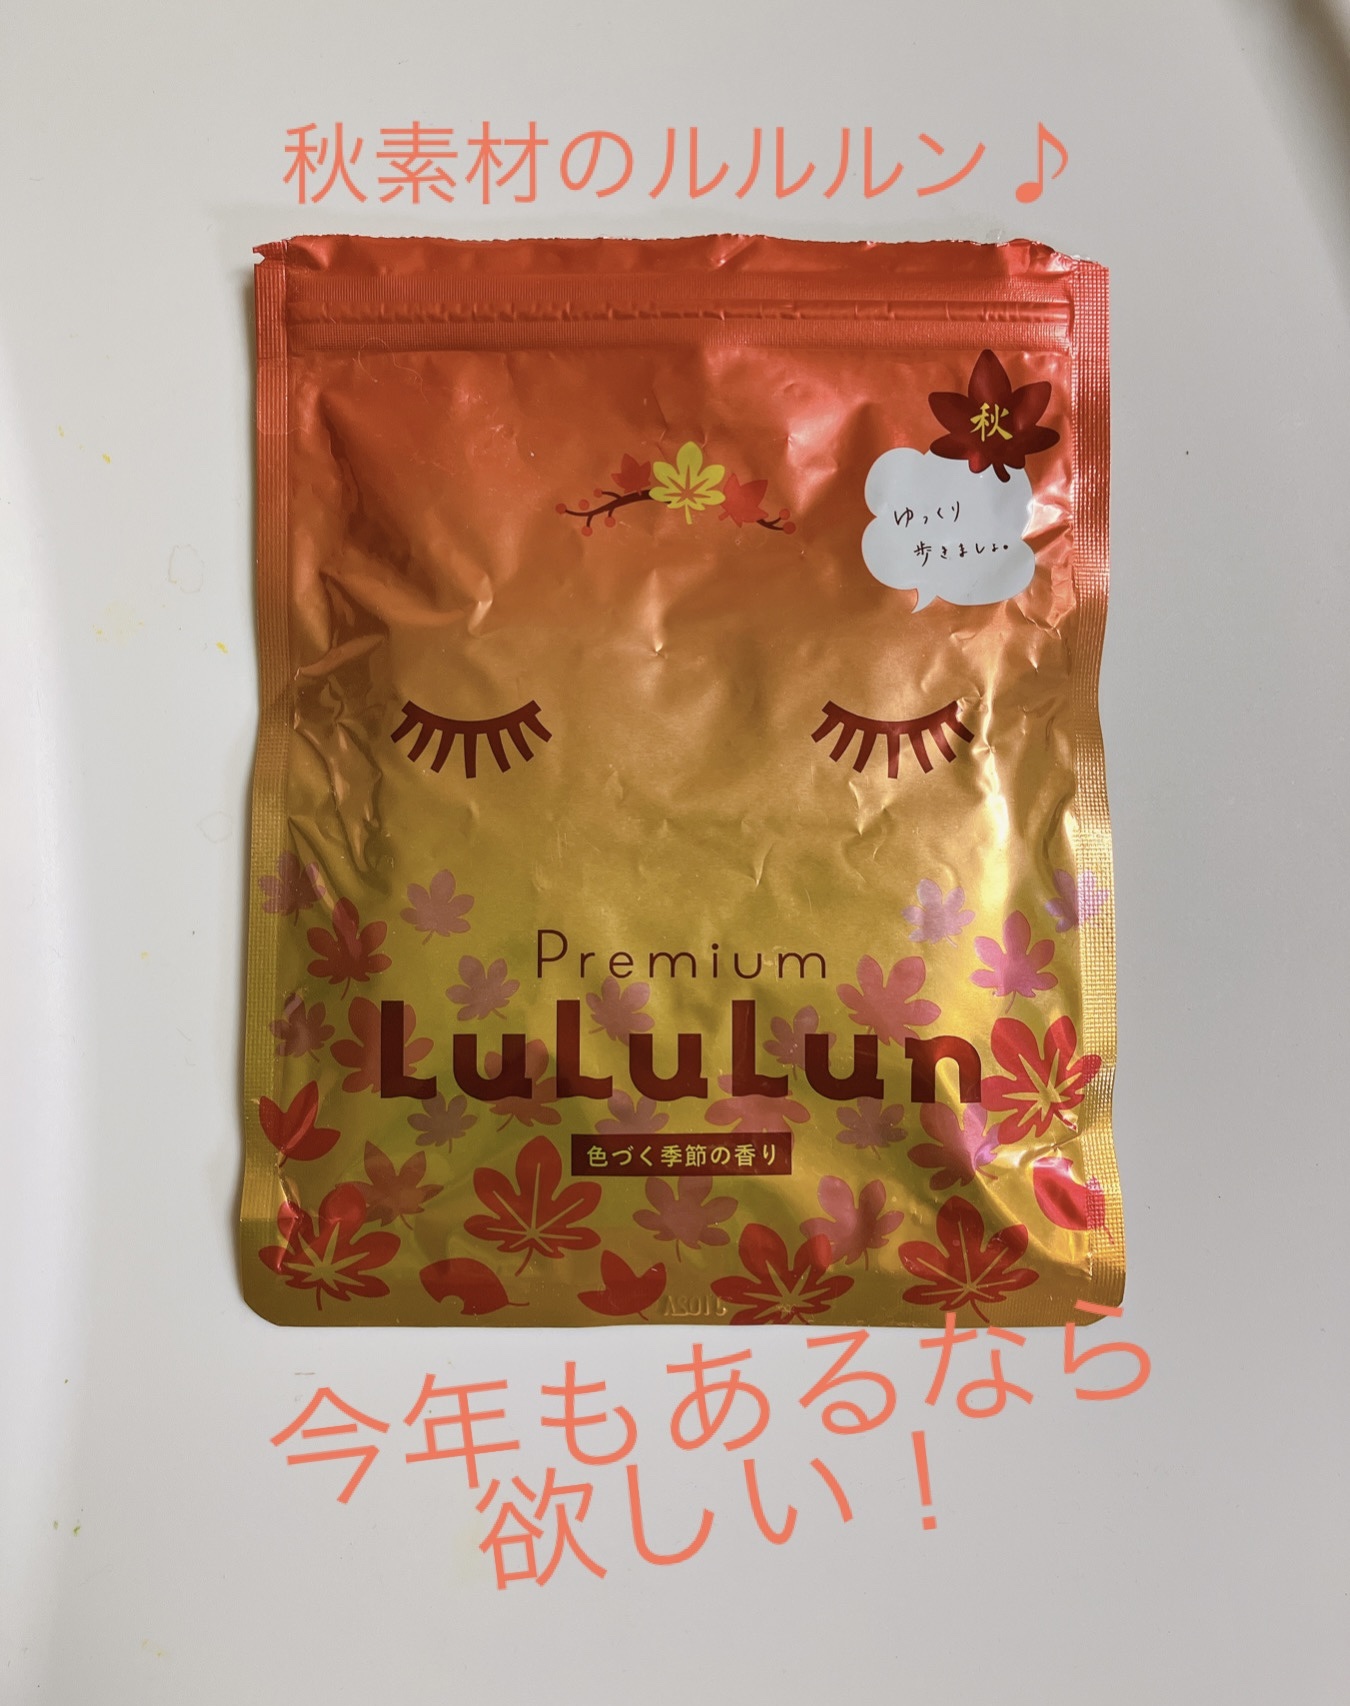 秋素材のルルルン♪
秋
ゆっくり
歩きましょ。
Premium
LuLuLun
色づく季節の香り
今年もあるなら
欲しい！